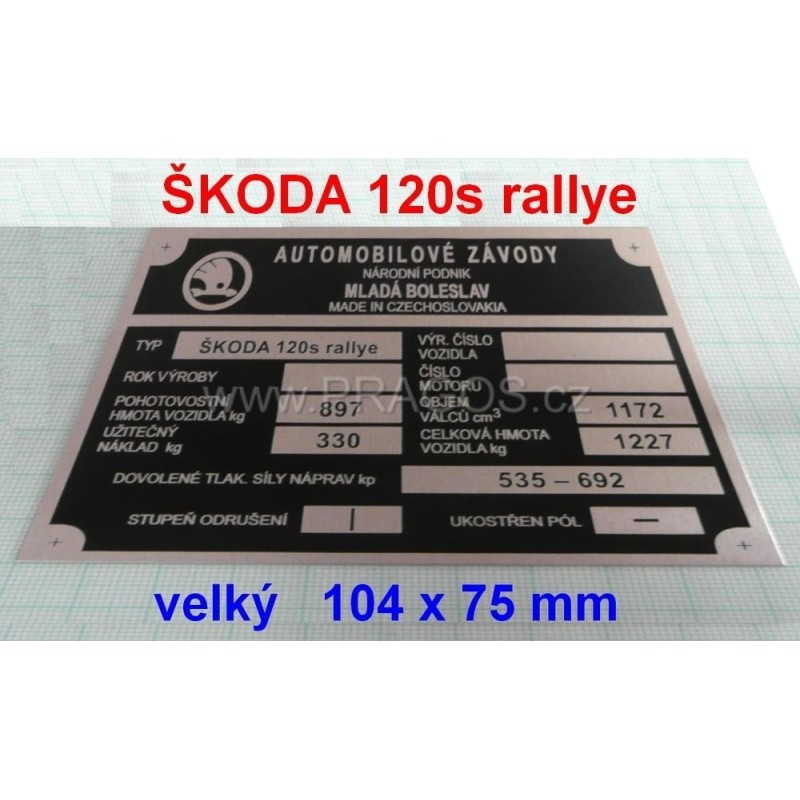 ŠKODA 120s rallye
AUTOMOBILOVÉ ZÁVODY
NÁRODNÍ PODNIK
MLADÁ BOLESLAV
MADE IN CZECHOSLOVAKIA
TYP ŠKODA 120s rallye
VÝR. ČÍSLO
VOZIDLA
ROK VÝROBY
ČÍSLO
MOTORU
POHOTOVOSTNÍ
HMOTA VOZIDLA kg 897
OBJEM
VÁLCŮ cm³ 1172
UŽITEČNÝ
NÁKLAD kg 330
CELKOVÁ HMOTA
VOZIDLA kg 1227
DOVOLENÉ TLAK. SÍLY NÁPRAV kp 535 – 692
STUPEŇ ODRUŠENÍ I
UKOSTŘEN PÓL –
velký 104 x 75 mm